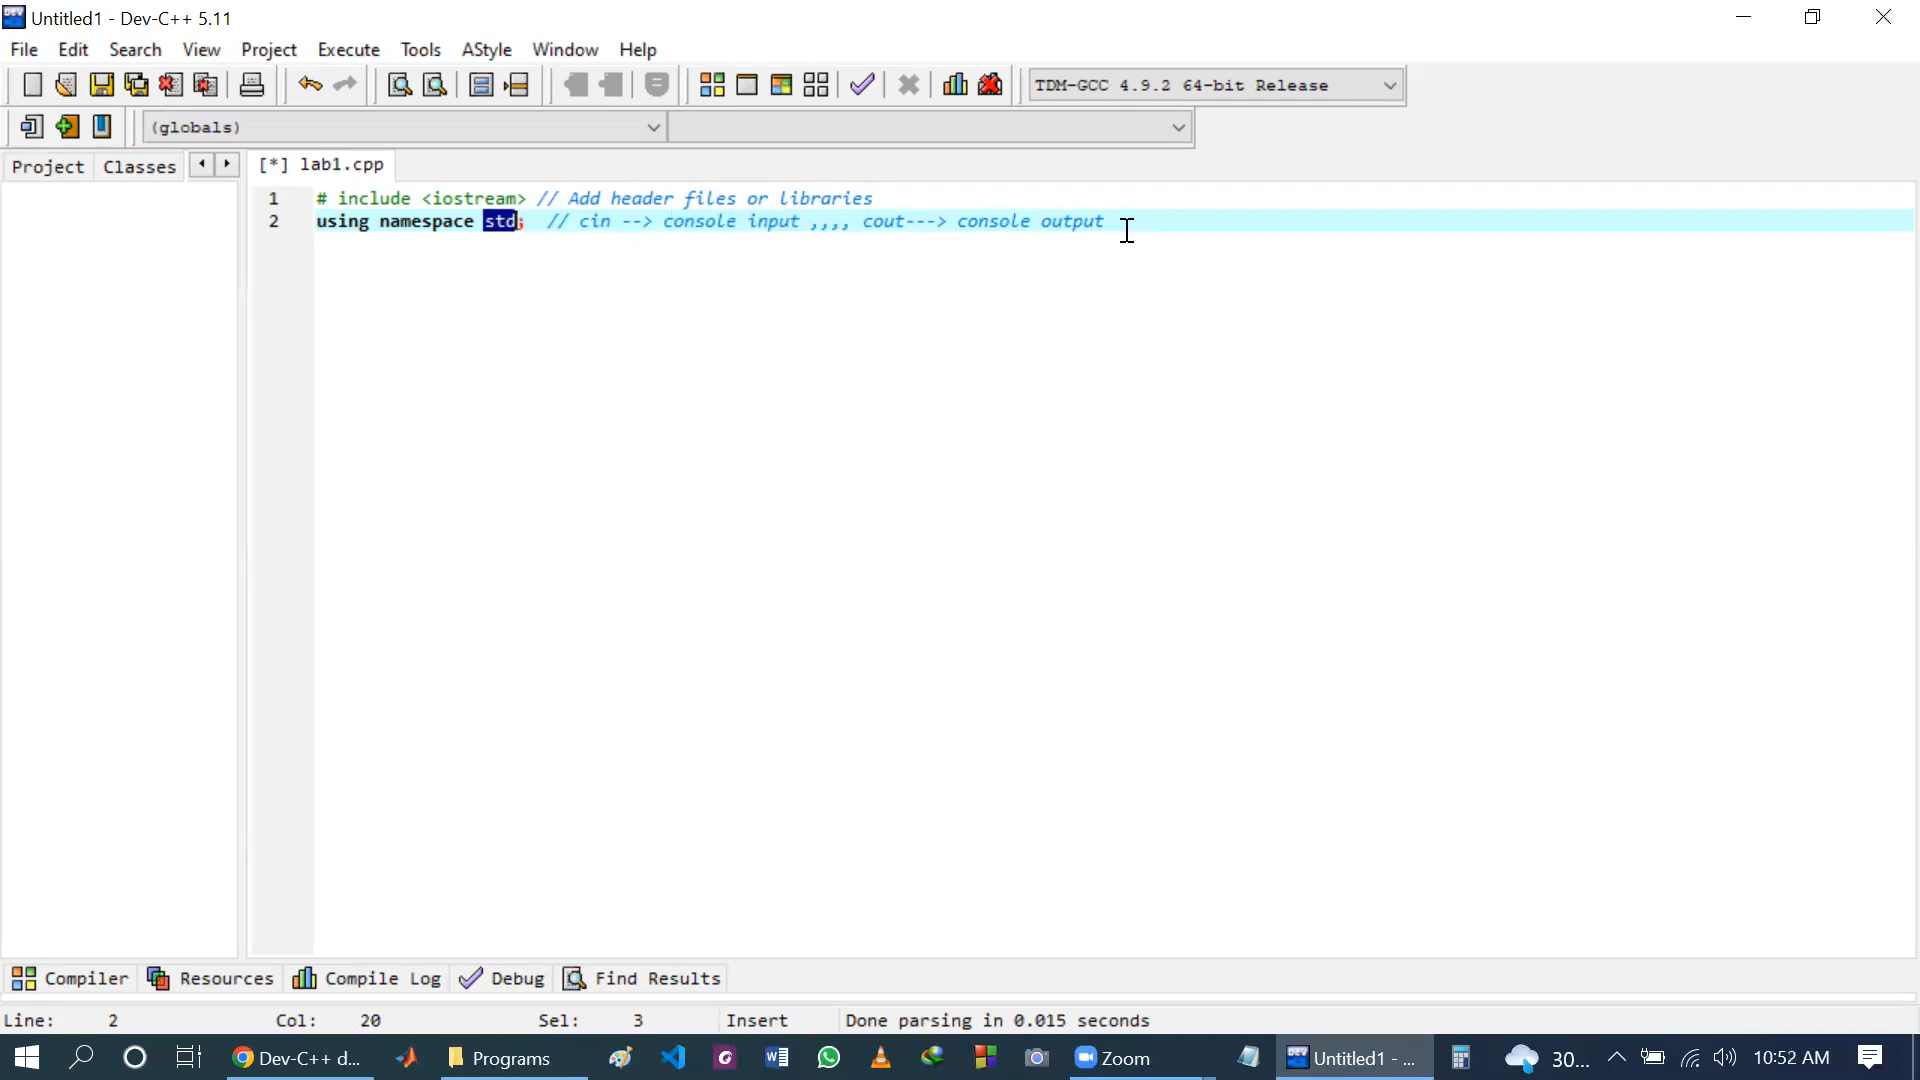 Untitled1 - Dev-C++ 5.11
File Edit Search View Project Execute Tools AStyle Window Help
TDM-GCC 4.9.2 64-bit Release
(globals)
Project Classes [*] lab1.cpp
1 # include <iostream> // Add header files or libraries
2 using namespace std; // cin --> console input ,,,, cout---> console output
Compiler Resources Compile Log Debug Find Results
Line: 2 Col: 20 Sel: 3 Insert Done parsing in 0.015 seconds
Dev-C++ d... Programs Zoom Untitled1 - ... 30... 10:52 AM